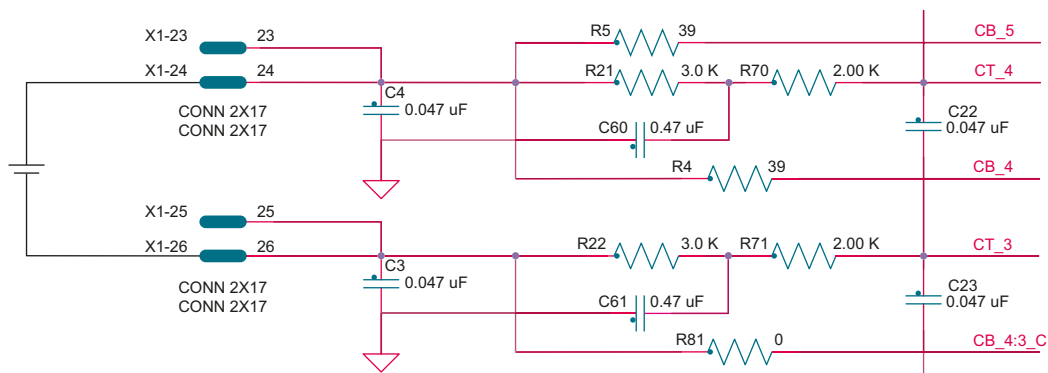 X1-23 23
R5 39 CB_5
X1-24 24
R21 3.0 K R70 2.00 K CT_4
CONN 2X17
CONN 2X17
C4
0.047 uF
C60 0.47 uF
C22
0.047 uF
R4 39 CB_4
X1-25 25
X1-26 26
R22 3.0 K R71 2.00 K CT_3
CONN 2X17
CONN 2X17
C3
0.047 uF
C61 0.47 uF
C23
0.047 uF
R81 0 CB_4:3_C